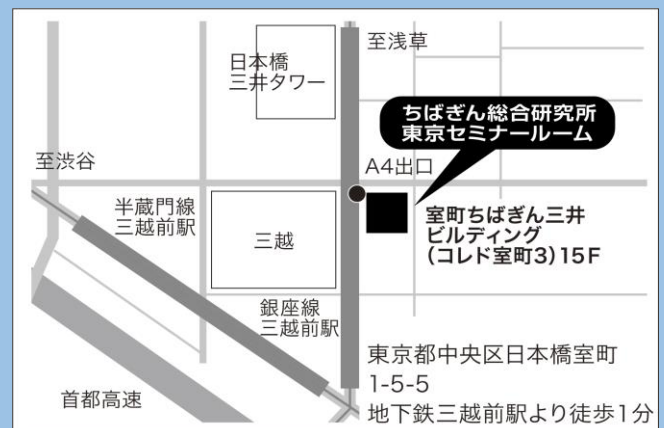 至浅草
日本橋
三井タワー
ちばぎん総合研究所
東京セミナールーム
A4出口
至渋谷
半蔵門線
三越前駅
三越
室町ちばぎん三井
ビルディング
(コレド室町3)15F
銀座線
三越前駅
首都高速
東京都中央区日本橋室町
1-5-5
地下鉄三越前駅より徒歩1分